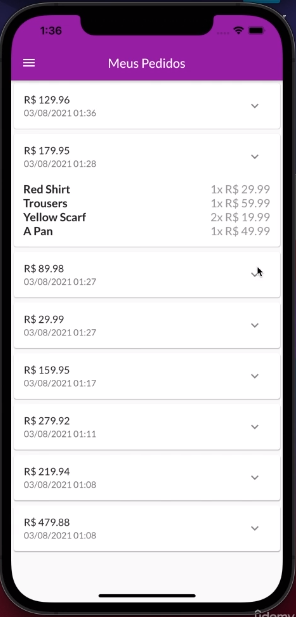 1:36
Meus Pedidos
R$ 129.96
03/08/2021 01:36
R$ 179.95
03/08/2021 01:28
Red Shirt 1x R$ 29.99
Trousers 1x R$ 59.99
Yellow Scarf 2x R$ 19.99
A Pan 1x R$ 49.99
R$ 89.98
03/08/2021 01:27
R$ 29.99
03/08/2021 01:27
R$ 159.95
03/08/2021 01:17
R$ 279.92
03/08/2021 01:11
R$ 219.94
03/08/2021 01:08
R$ 479.88
03/08/2021 01:08
udemy